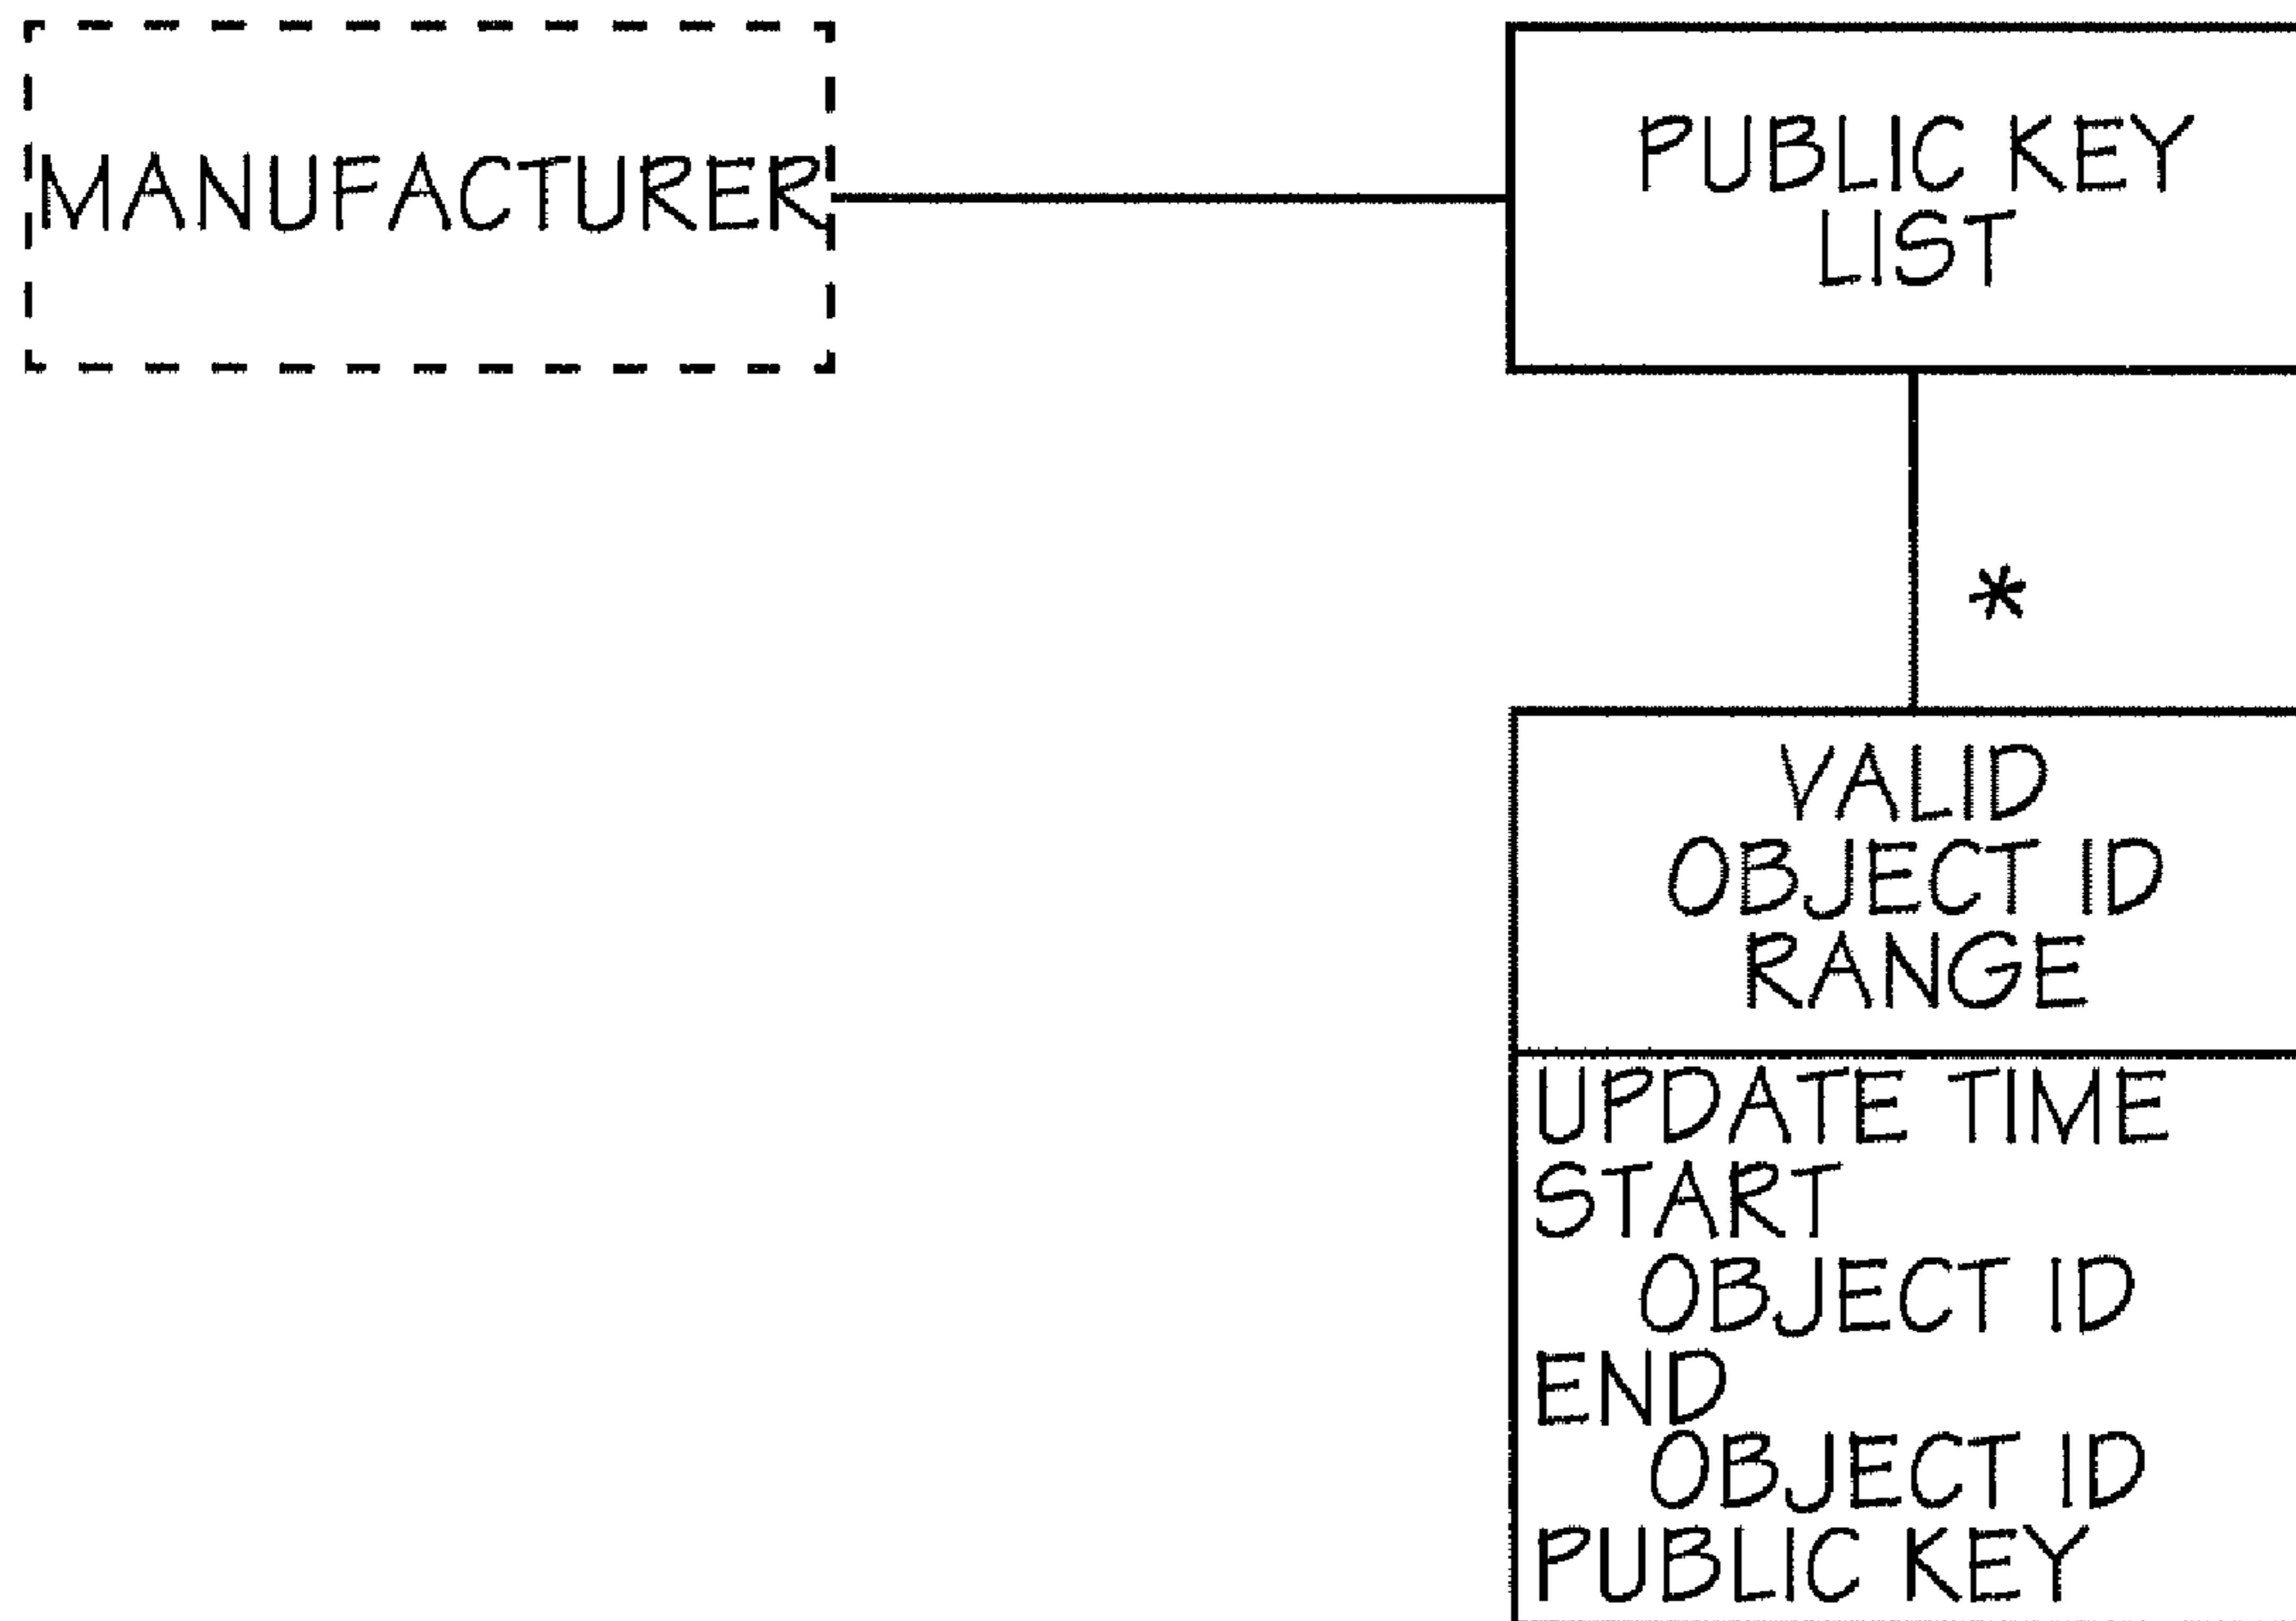 MANUFACTURER
PUBLIC KEY
LIST
*
VALID
OBJECT ID
RANGE
UPDATE TIME
START
OBJECT ID
END
OBJECT ID
PUBLIC KEY